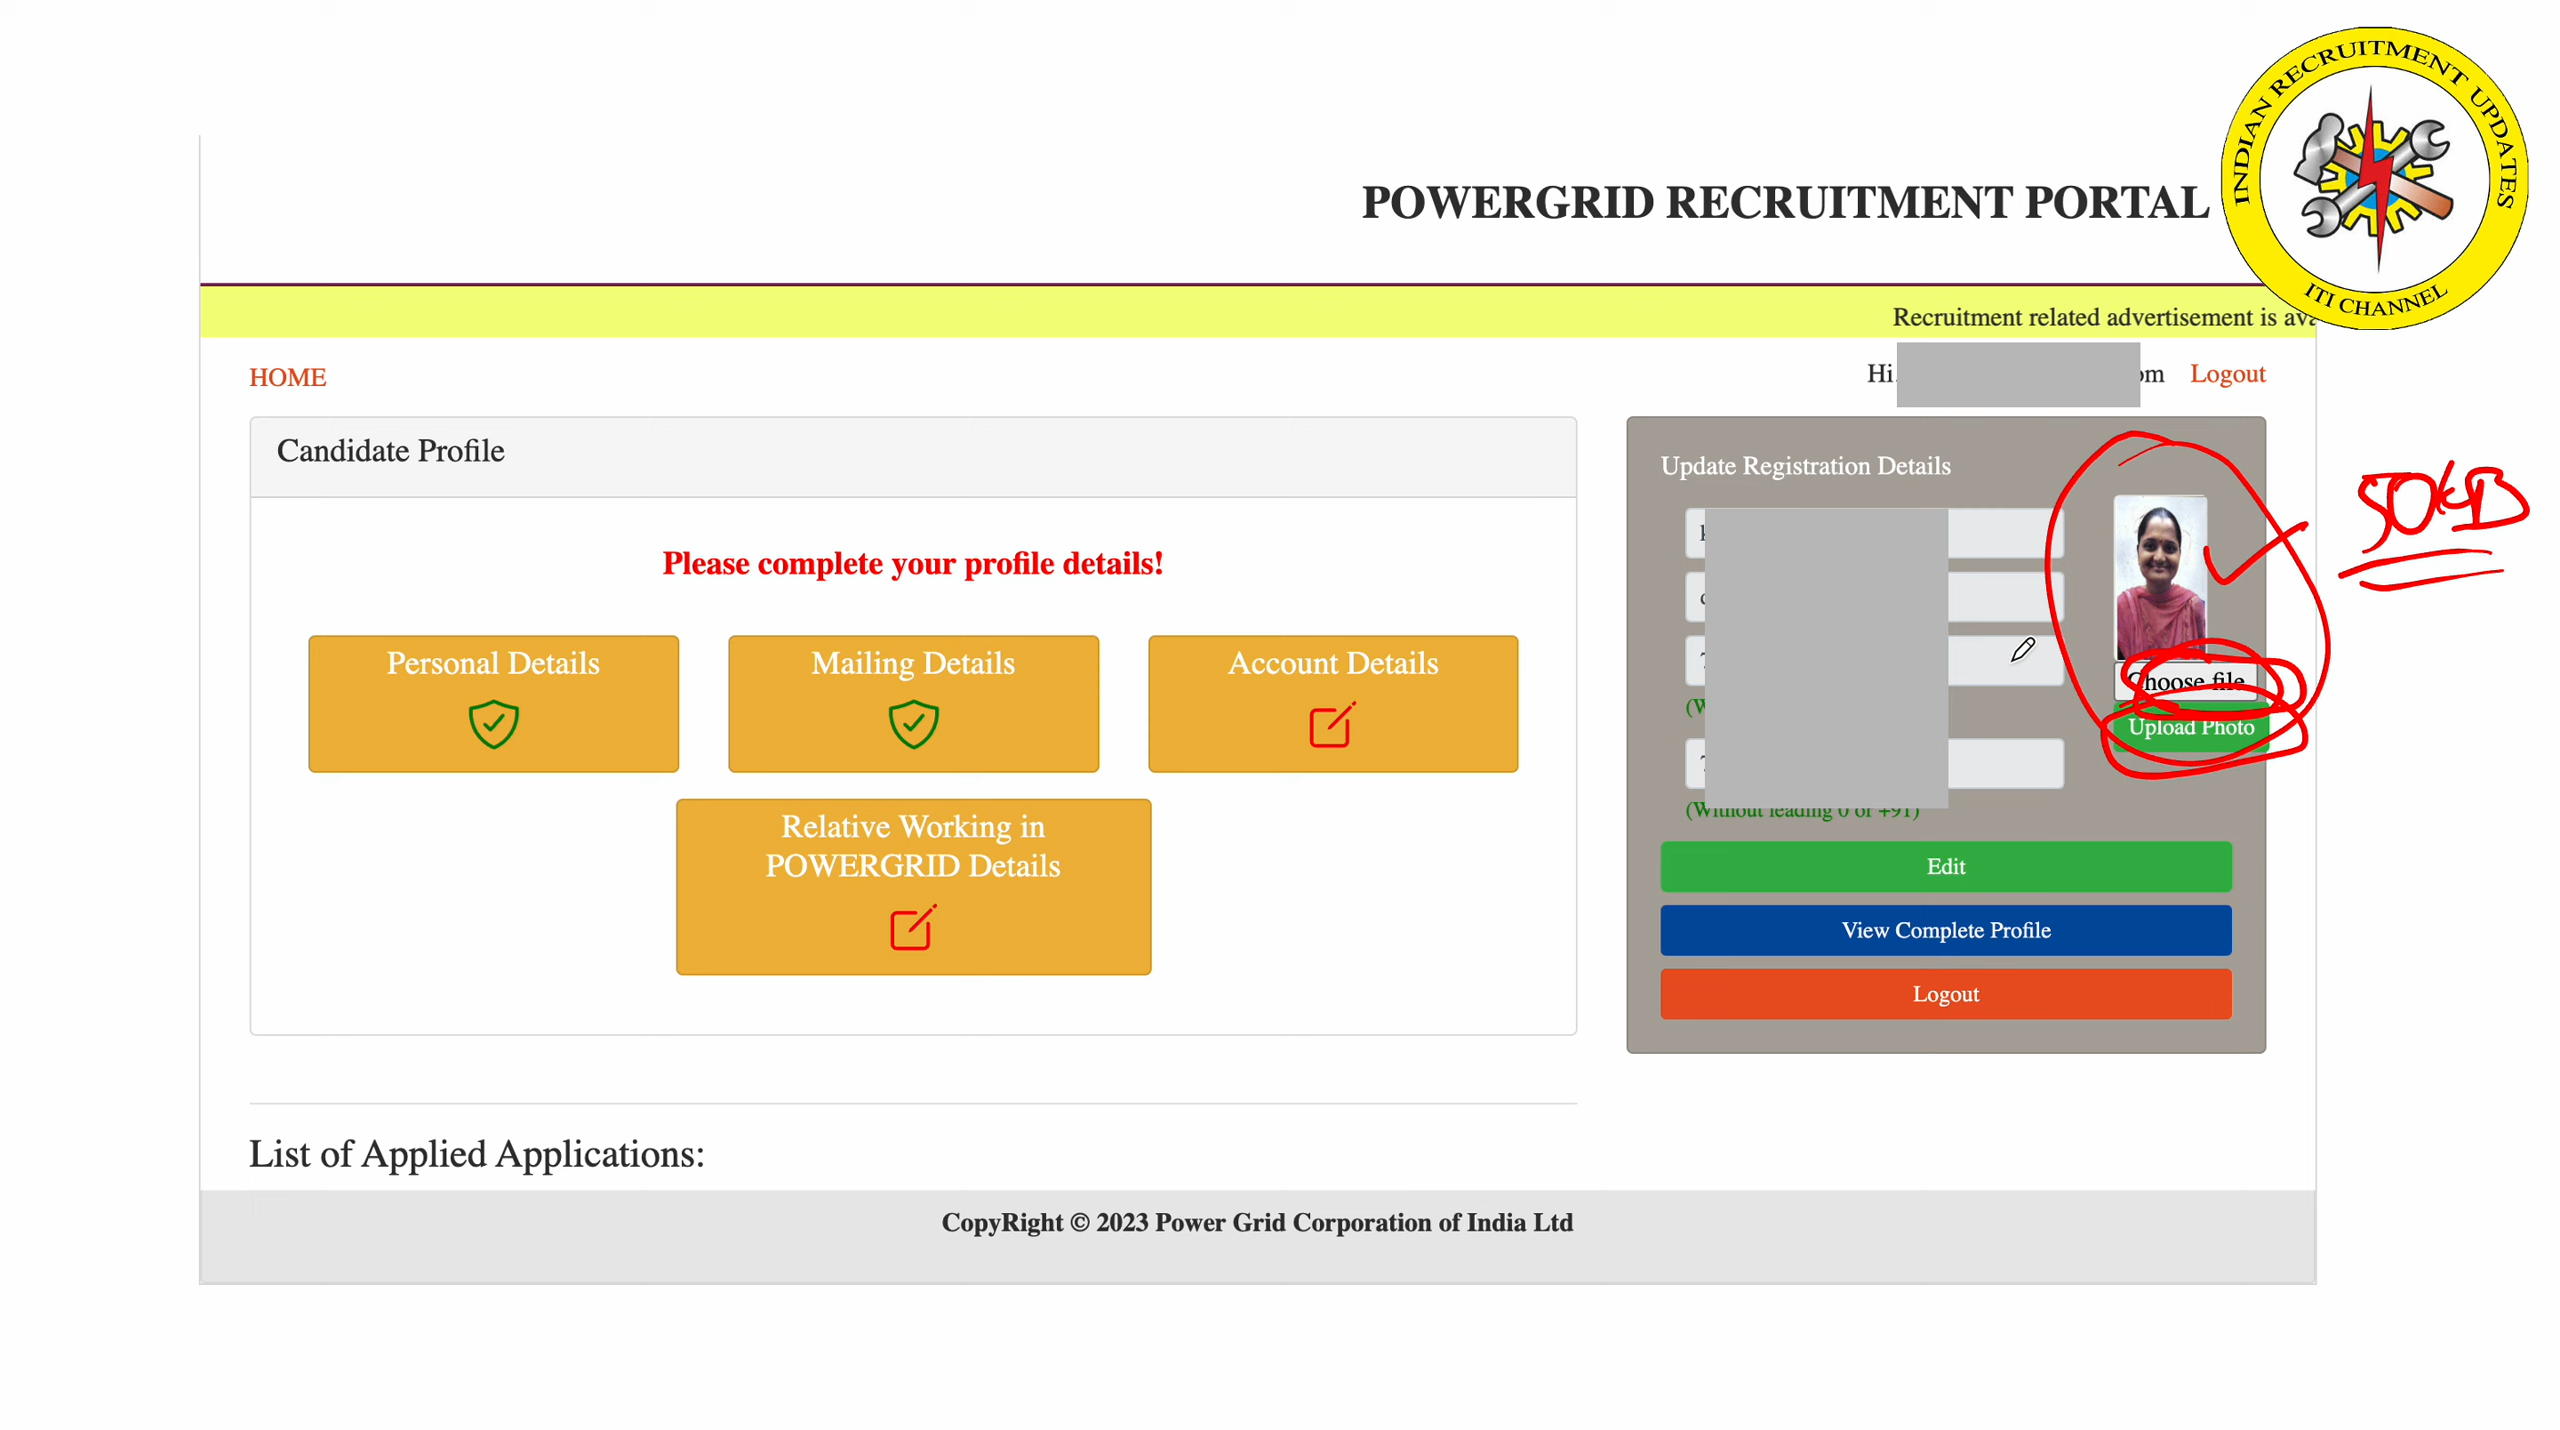 INDIAN RECRUITMENT UPDATES
ITI CHANNEL
POWERGRID RECRUITMENT PORTAL
Recruitment related advertisement is
HOME
Hi
Logout
Candidate Profile
Please complete your profile details!
Personal Details
Mailing Details
Account Details
Relative Working in
POWERGRID Details
Update Registration Details
50KB
Choose file
Upload Photo
(Without leading 0 or +91)
Edit
View Complete Profile
Logout
List of Applied Applications:
CopyRight © 2023 Power Grid Corporation of India Ltd